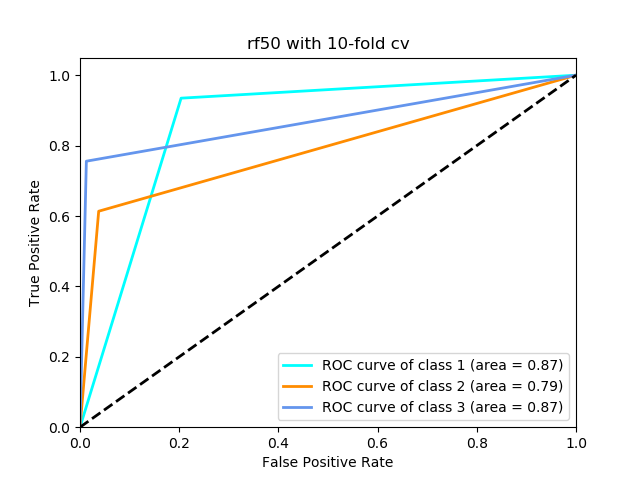 rf50 with 10-fold cv
1.0
0.8
0.6
0.4
0.2
0.0
True Positive Rate
ROC curve of class 1 (area = 0.87)
ROC curve of class 2 (area = 0.79)
ROC curve of class 3 (area = 0.87)
0.0 0.2 0.4 0.6 0.8 1.0
False Positive Rate